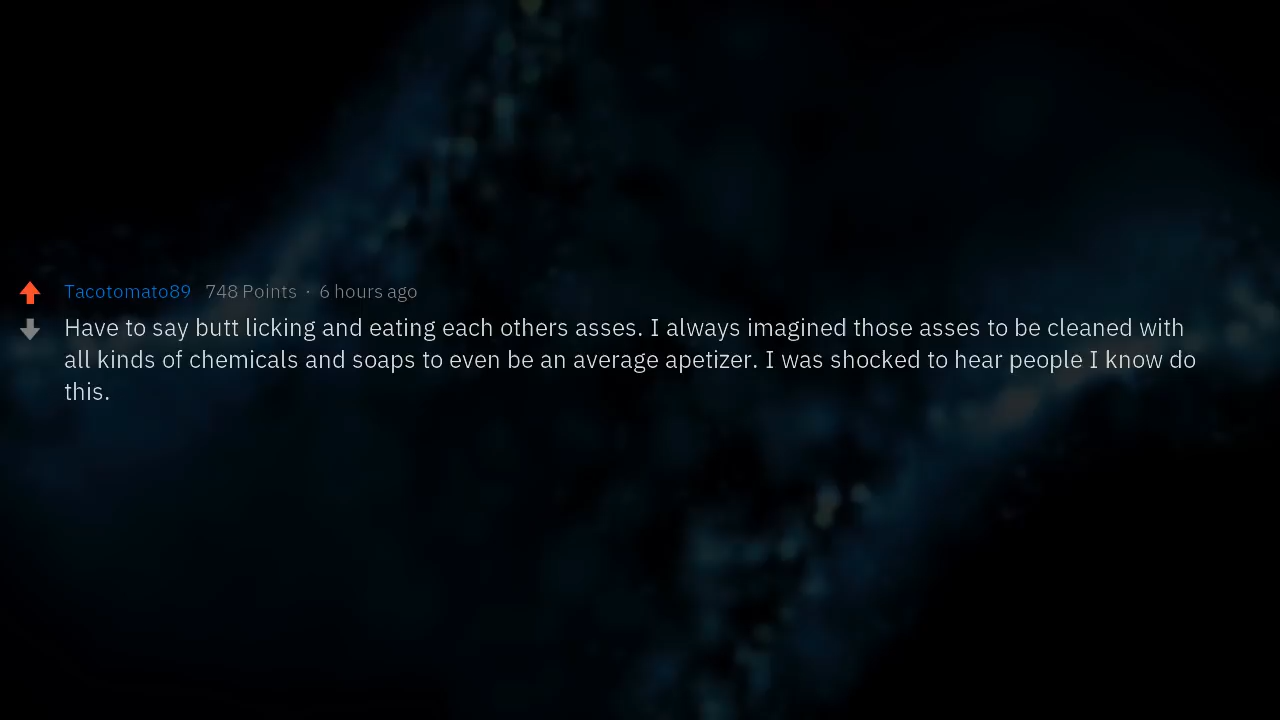 Tacotomato89 748 Points · 6 hours ago
Have to say butt licking and eating each others asses. I always imagined those asses to be cleaned with
all kinds of chemicals and soaps to even be an average apetizer. I was shocked to hear people I know do
this.